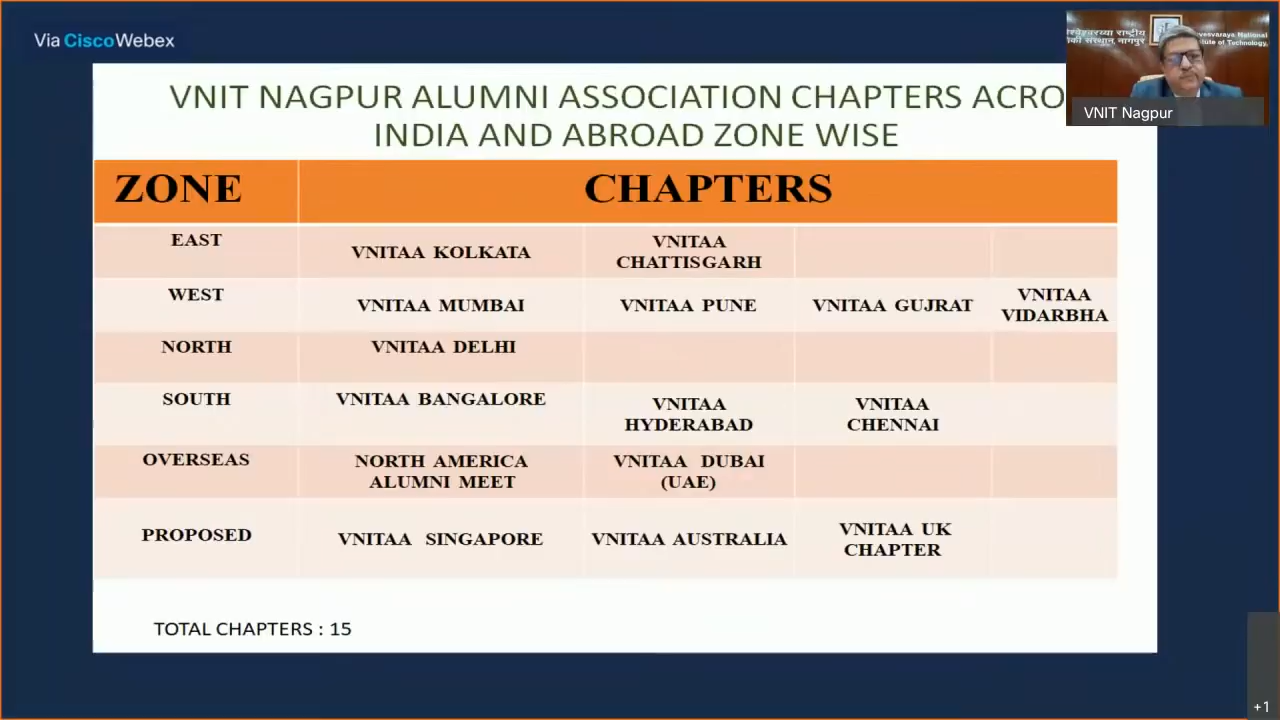 Via Cisco Webex
VNIT NAGPUR ALUMNI ASSOCIATION CHAPTERS ACRO
INDIA AND ABROAD ZONE WISE
ZONE CHAPTERS
EAST
VNITAA KOLKATA
VNITAA
CHATTISGARH
WEST
VNITAA MUMBAI
VNITAA PUNE
VNITAA GUJRAT
VNITAA
VIDARBHA
NORTH
VNITAA DELHI
SOUTH
VNITAA BANGALORE
VNITAA
HYDERABAD
VNITAA
CHENNAI
OVERSEAS
NORTH AMERICA
ALUMNI MEET
VNITAA DUBAI
(UAE)
PROPOSED
VNITAA SINGAPORE
VNITAA AUSTRALIA
VNITAA UK
CHAPTER
TOTAL CHAPTERS : 15
VNIT Nagpur
+1